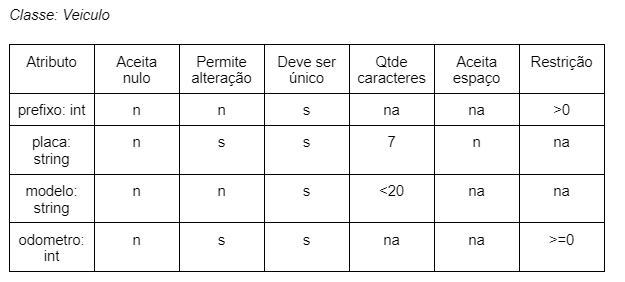 Classe: Veiculo
Atributo Aceita nulo Permite alteração Deve ser único Qtde caracteres Aceita espaço Restrição
prefixo: int n n s na na >0
placa: string n s s 7 n na
modelo: string n n s <20 na na
odometro: int n s s na na >=0